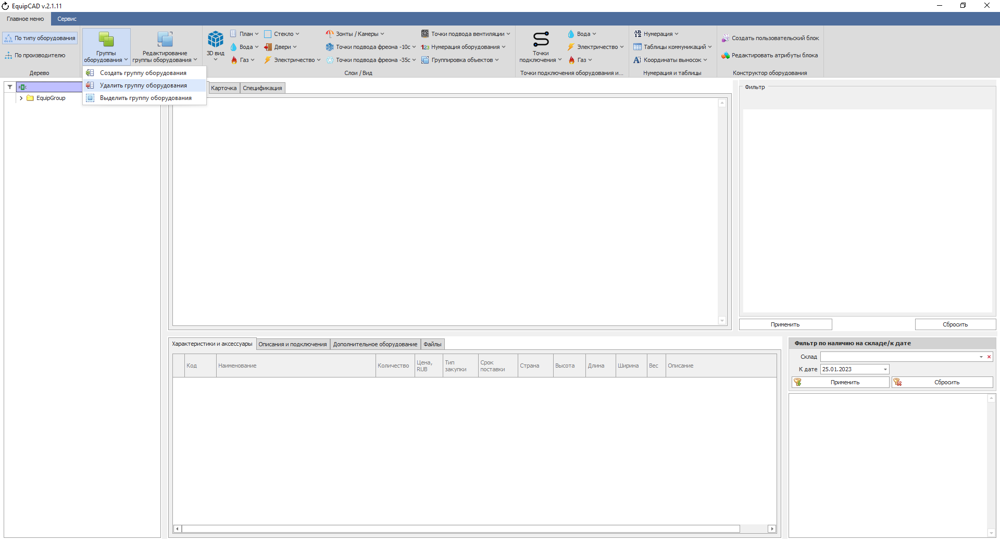 EquipCAD v.2.1.11
Главное меню
Сервис
По типу оборудования
По производителю
Дерево
Группы
оборудования
Редактирование
группы оборудования
3D вид
План
Вода
Газ
Стекло
Двери
Электричество
Зонты / Камеры
Точки подвода фреона -10с
Точки подвода фреона -35с
Точки подвода вентиляции
Нумерация оборудования
Группировка объектов
Слои / Вид
Точки
подключения
Вода
Электричество
Газ
Точки подключения оборудования и...
Нумерация
Таблицы коммуникаций
Координаты выносок
Нумерация и таблицы
Создать пользовательский блок
Редактировать атрибуты блока
Конструктор оборудования
Создать группу оборудования
Удалить группу оборудования
Выделить группу оборудования
EquipGroup
Карточка
Спецификация
Фильтр
Применить
Сбросить
Характеристики и аксессуары
Описания и подключения
Дополнительное оборудование
Файлы
Код
Наименование
Количество
Цена,
RUB
Тип
закупки
Срок
поставки
Страна
Высота
Длина
Ширина
Вес
Описание
Фильтр по наличию на складе/к дате
Склад
К дате 25.01.2023
Применить
Сбросить